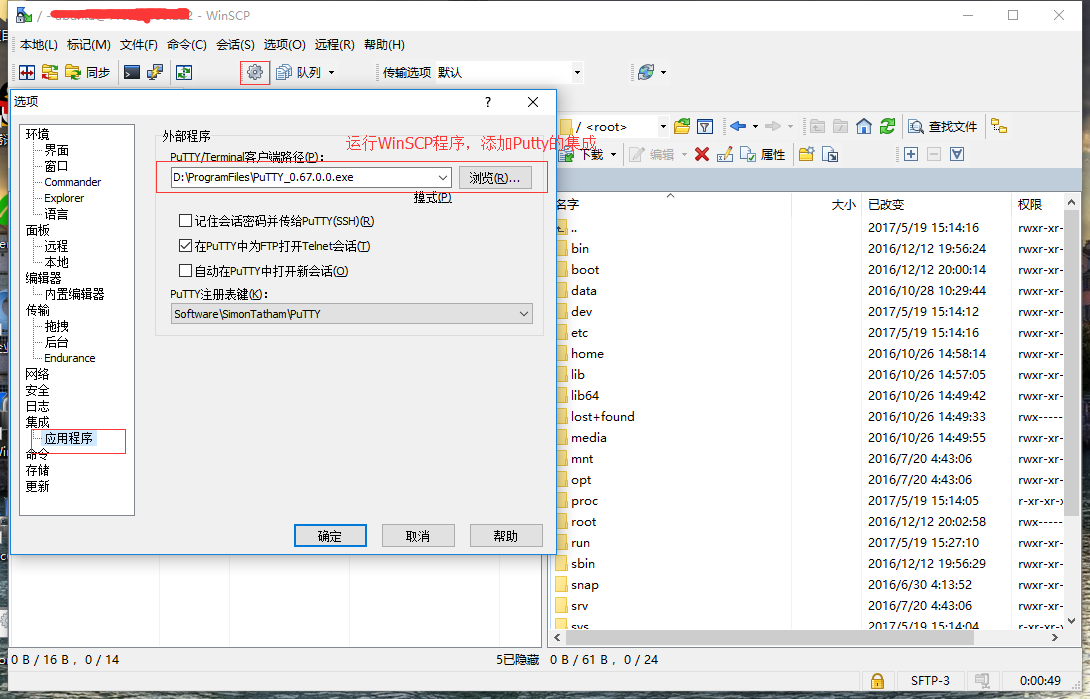 / - - WinSCP
本地(L) 标记(M) 文件(F) 命令(C) 会话(S) 选项(O) 远程(R) 帮助(H)
同步 队列 传输选项 默认
选项 ?
环境
界面
窗口
Commander
Explorer
语言
面板
远程
本地
编辑器
内置编辑器
传输
拖拽
后台
Endurance
网络
安全
日志
集成
应用程序
命令
存储
更新
外部程序
运行WinSCP程序，添加Putty的集成
PuTTY/Terminal客户端路径(P):
D:\ProgramFiles\PuTTY_0.67.0.0.exe 浏览(R)...
模式(P)
记住会话密码并传给PuTTY(SSH)(R)
在PuTTY中为FTP打开Telnet会话(T)
自动在PuTTY中打开新会话(O)
PuTTY注册表键(K):
Software\SimonTatham\PuTTY
确定 取消 帮助
/ <root> 查找文件
下载 编辑 属性
名字 大小 已改变 权限
.. 2017/5/19 15:14:16 rwxr-xr-
bin 2016/12/12 19:56:24 rwxr-xr-
boot 2016/12/12 20:00:14 rwxr-xr-
data 2016/10/28 10:29:44 rwxr-xr-
dev 2017/5/19 15:14:12 rwxr-xr-
etc 2017/5/19 15:14:16 rwxr-xr-
home 2016/10/26 14:58:14 rwxr-xr-
lib 2016/10/26 14:57:05 rwxr-xr-
lib64 2016/10/26 14:49:42 rwxr-xr-
lost+found 2016/10/26 14:49:33 rwx-----
media 2016/10/26 14:49:55 rwxr-xr-
mnt 2016/7/20 4:43:06 rwxr-xr-
opt 2016/7/20 4:43:06 rwxr-xr-
proc 2017/5/19 15:14:05 r-xr-xr-x
root 2016/12/12 20:02:58 rwx-----
run 2017/5/19 15:27:10 rwxr-xr-
sbin 2016/12/12 19:56:29 rwxr-xr-
snap 2016/6/30 4:13:52 rwxr-xr-
srv 2016/7/20 4:43:06 rwxr-xr-
sys 2017/5/19 15:14:04 r-xr-xr-x
0 B / 16 B， 0 / 14 5已隐藏 0 B / 61 B， 0 / 24
SFTP-3 0:00:49